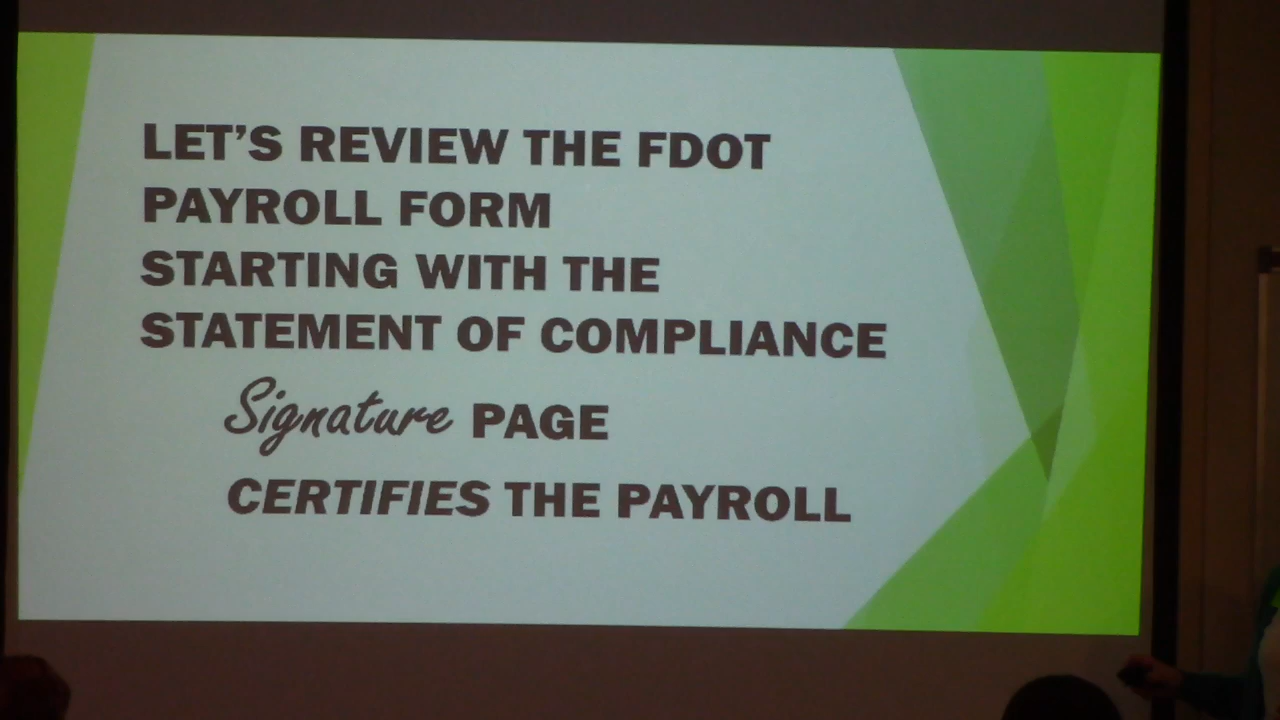 LET'S REVIEW THE FDOT
PAYROLL FORM
STARTING WITH THE
STATEMENT OF COMPLIANCE
Signature PAGE
CERTIFIES THE PAYROLL